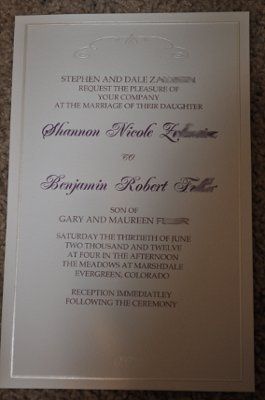 STEPHEN AND DALE
REQUEST THE PLEASURE OF
YOUR COMPANY
AT THE MARRIAGE OF THEIR DAUGHTER
Shannon Nicole
TO
Benjamin Robert
SON OF
GARY AND MAUREEN
SATURDAY THE THIRTIETH OF JUNE
TWO THOUSAND AND TWELVE
AT FOUR IN THE AFTERNOON
THE MEADOWS AT MARSHDALE
EVERGREEN, COLORADO
RECEPTION IMMEDIATLEY
FOLLOWING THE CEREMONY